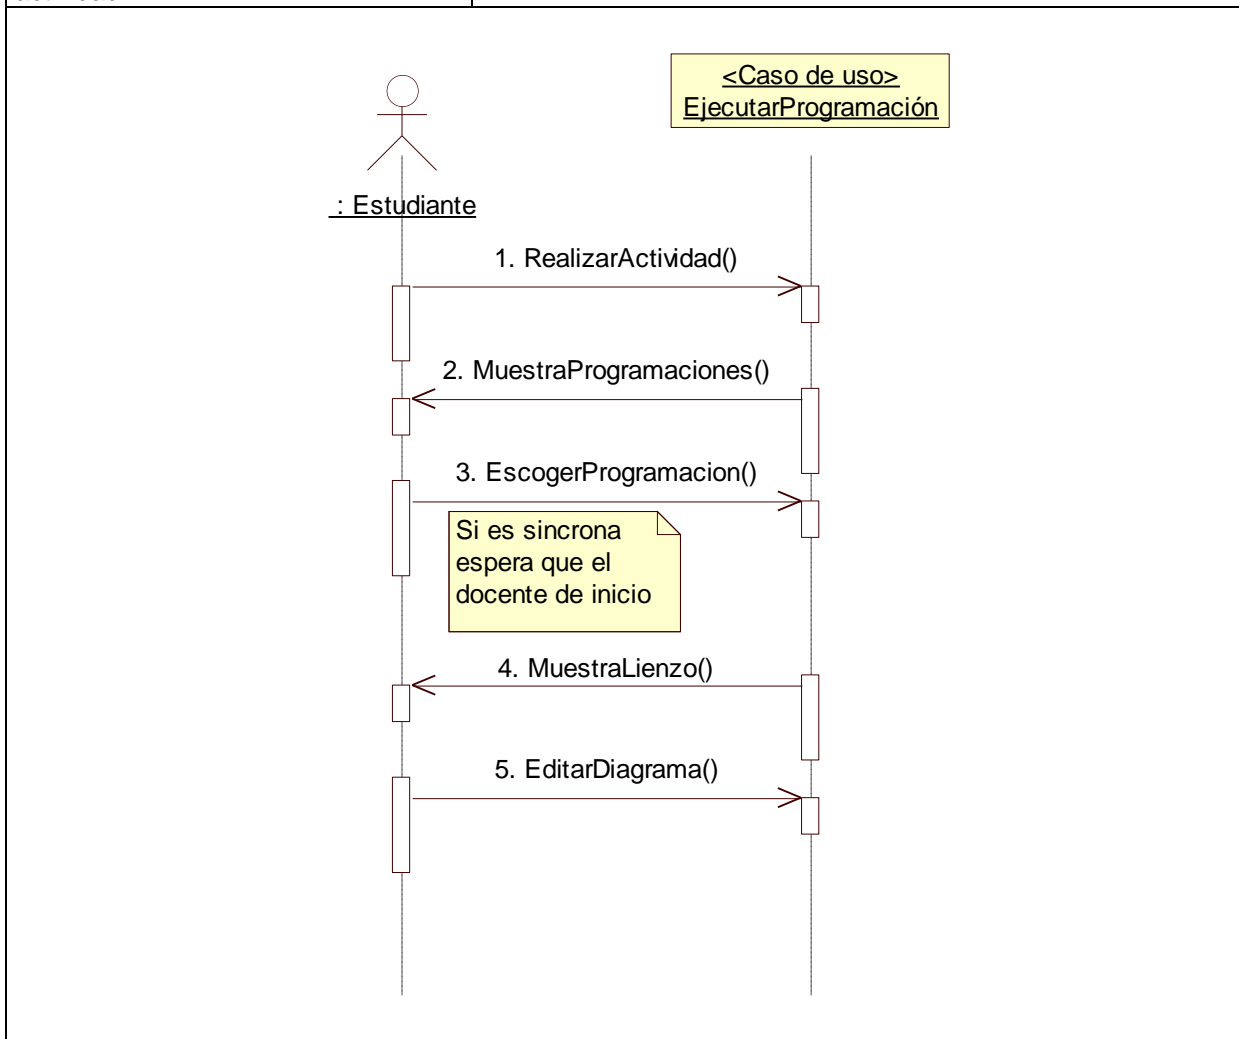 <Caso de uso>
EjecutarProgramación
: Estudiante
1. RealizarActividad()
2. MuestraProgramaciones()
3. EscogerProgramacion()
Si es sincrona
espera que el
docente de inicio
4. MuestraLienzo()
5. EditarDiagrama()